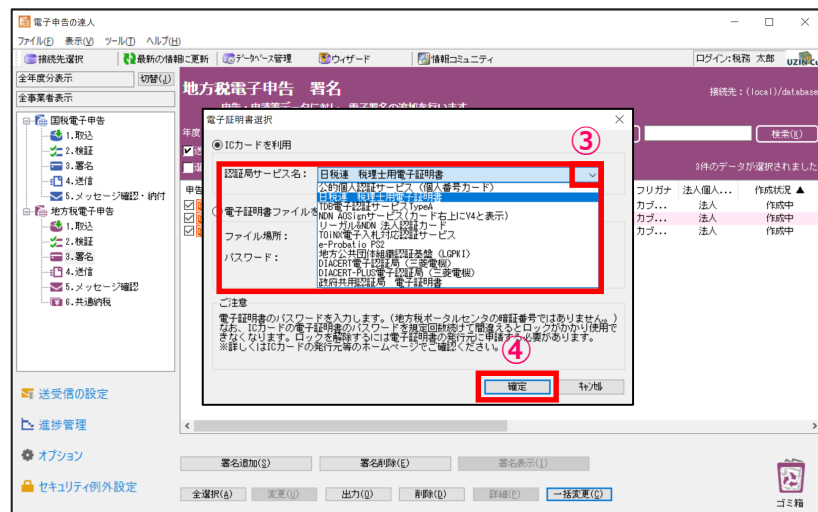 電子申告の達人
ファイル(F) 表示(V) ツール(T) ヘルプ(H)
接続先選択 最新の情報に更新 データベース管理 ウィザード 情報コミュニティ ログイン:税務 太郎
全年度分表示 切替(J)
全事業者表示
国税電子申告
1.取込
2.検証
3.署名
4.送信
5.メッセージ確認・納付
地方税電子申告
1.取込
2.検証
3.署名
4.送信
5.メッセージ確認
6.共通納税
送受信の設定
進捗管理
オプション
セキュリティ例外設定
地方税電子申告 署名
接続先:(local)/database
年度
検索(K)
3件のデータが選択されました
フリガナ 法人個人... 作成状況 ▲
カブ... 法人 作成中
カブ... 法人 作成中
カブ... 法人 作成中
電子証明書選択
ICカードを利用
③
認証局サービス名: 日税連 税理士用電子証明書
公的個人認証サービス (個人番号カード)
日税連 税理士用電子証明書
TDB電子認証サービスTypeA
NDN AOSignサービス(カード右上にV4と表示)
リーガル&NDN 法人認証カード
TOiNX電子入札対応認証サービス
e-Probatio PS2
地方公共団体組織認証基盤 (LGPKI)
DIACERT電子認証局 (三菱電機)
DIACERT-PLUS電子認証局 (三菱電機)
政府共用認証局 電子証明書
電子証明書ファイルを
ファイル場所:
パスワード:
ご注意
電子証明書のパスワードを入力します。(地方税ポータルセンタの暗証番号ではありません。)
なお、ICカードの電子証明書のパスワードを規定回数続けて間違えるとロックがかかり使用で
きなくなります。ロックを解除するには電子証明書の発行元に申請する必要があります。
※詳しくはICカードの発行元等のホームページでご確認ください。
④
確定 キャンセル
署名追加(S) 署名削除(E) 署名表示(I)
全選択(A) 変更(U) 出力(O) 削除(D) 詳細(P) 一括変更(C)
ゴミ箱